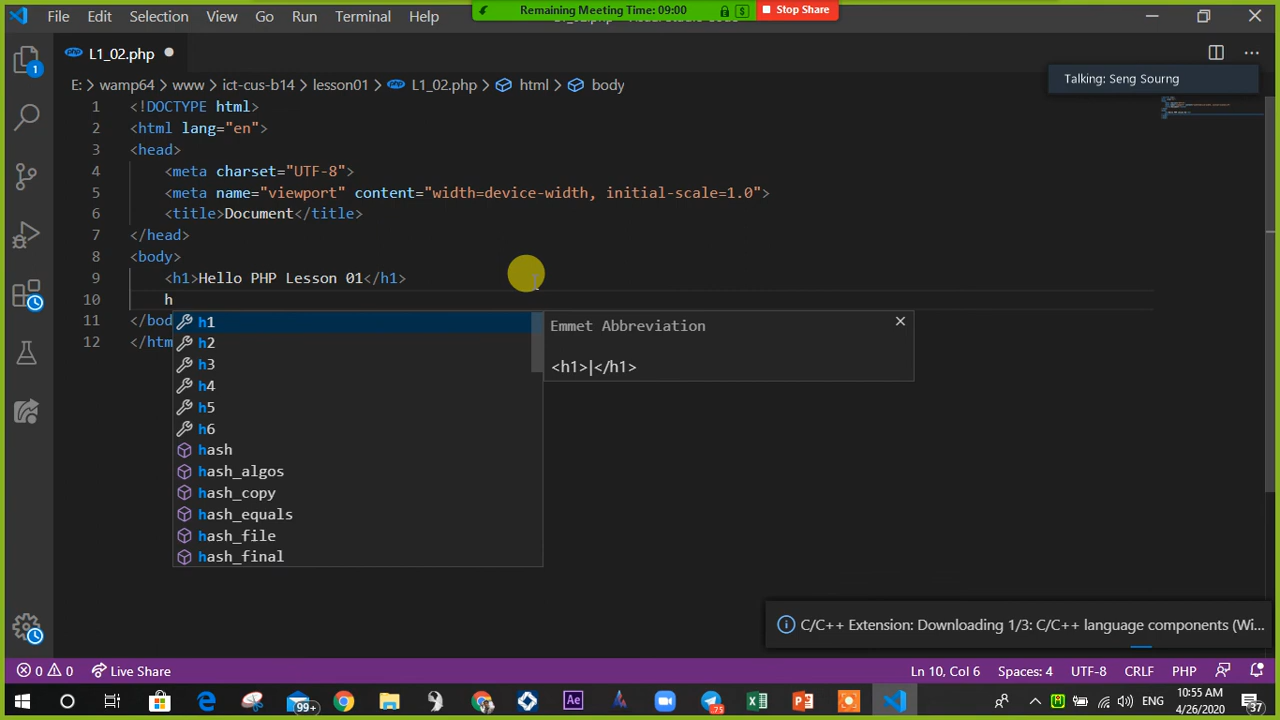 Remaining Meeting Time: 09:00
Stop Share
File Edit Selection View Go Run Terminal Help
L1_02.php
Talking: Seng Sourng
E: > wamp64 > www > ict-cus-b14 > lesson01 > L1_02.php > html > body
1 <!DOCTYPE html>
2 <html lang="en">
3 <head>
4 <meta charset="UTF-8">
5 <meta name="viewport" content="width=device-width, initial-scale=1.0">
6 <title>Document</title>
7 </head>
8 <body>
9 <h1>Hello PHP Lesson 01</h1>
10 h
11 </bod
12 </htm
h1
h2
h3
h4
h5
h6
hash
hash_algos
hash_copy
hash_equals
hash_file
hash_final
Emmet Abbreviation
<h1>|</h1>
1
C/C++ Extension: Downloading 1/3: C/C++ language components (Wi...
0 0 Live Share
Ln 10, Col 6 Spaces: 4 UTF-8 CRLF PHP
99+
Ae
75
ENG
10:55 AM
4/26/2020
37